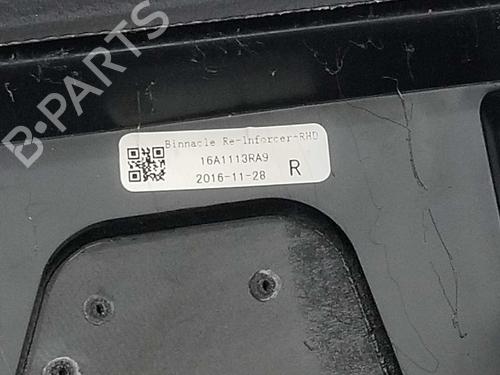 B-PARTS
Binnacle Re-Inforcer-RHD
16A1113RA9
2016-11-28
R